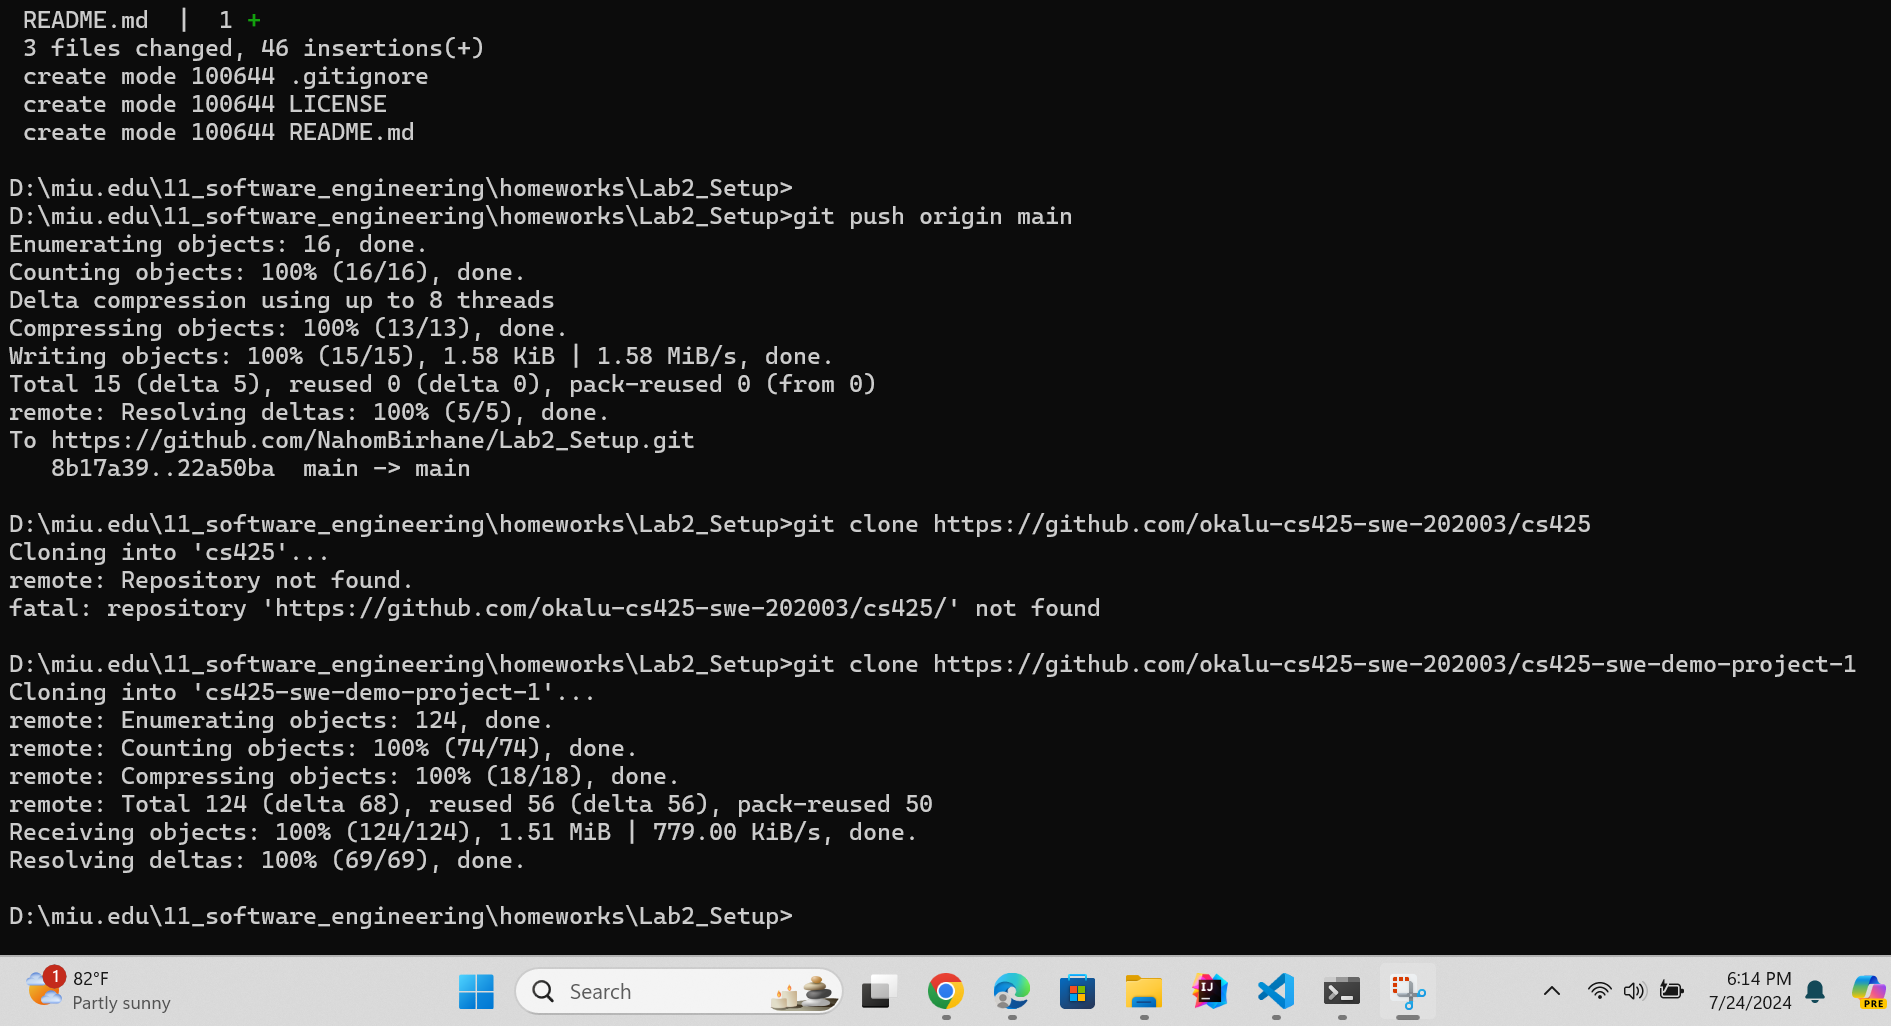 README.md  |  1 +
3 files changed, 46 insertions(+)
create mode 100644 .gitignore
create mode 100644 LICENSE
create mode 100644 README.md
D:\miu.edu\11_software_engineering\homeworks\Lab2_Setup>
D:\miu.edu\11_software_engineering\homeworks\Lab2_Setup>git push origin main
Enumerating objects: 16, done.
Counting objects: 100% (16/16), done.
Delta compression using up to 8 threads
Compressing objects: 100% (13/13), done.
Writing objects: 100% (15/15), 1.58 KiB | 1.58 MiB/s, done.
Total 15 (delta 5), reused 0 (delta 0), pack-reused 0 (from 0)
remote: Resolving deltas: 100% (5/5), done.
To https://github.com/NahomBirhane/Lab2_Setup.git
   8b17a39..22a50ba  main -> main
D:\miu.edu\11_software_engineering\homeworks\Lab2_Setup>git clone https://github.com/okalu-cs425-swe-202003/cs425
Cloning into 'cs425'...
remote: Repository not found.
fatal: repository 'https://github.com/okalu-cs425-swe-202003/cs425/' not found
D:\miu.edu\11_software_engineering\homeworks\Lab2_Setup>git clone https://github.com/okalu-cs425-swe-202003/cs425-swe-demo-project-1
Cloning into 'cs425-swe-demo-project-1'...
remote: Enumerating objects: 124, done.
remote: Counting objects: 100% (74/74), done.
remote: Compressing objects: 100% (18/18), done.
remote: Total 124 (delta 68), reused 56 (delta 56), pack-reused 50
Receiving objects: 100% (124/124), 1.51 MiB | 779.00 KiB/s, done.
Resolving deltas: 100% (69/69), done.
D:\miu.edu\11_software_engineering\homeworks\Lab2_Setup>
1
82°F
Partly sunny
Search
IJ
6:14 PM
7/24/2024
PRE